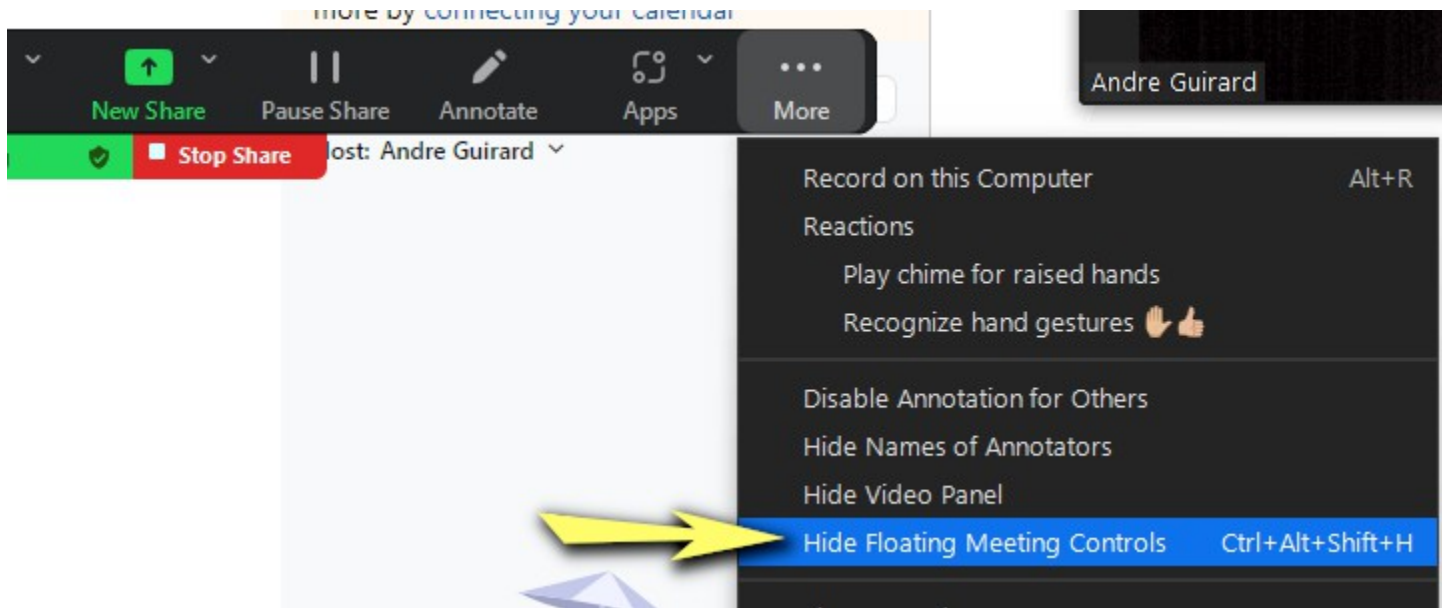 more by connecting your calendar
New Share
Pause Share
Annotate
Apps
More
Andre Guirard
Stop Share
ost: Andre Guirard
Record on this Computer Alt+R
Reactions
Play chime for raised hands
Recognize hand gestures ✋👍
Disable Annotation for Others
Hide Names of Annotators
Hide Video Panel
Hide Floating Meeting Controls Ctrl+Alt+Shift+H